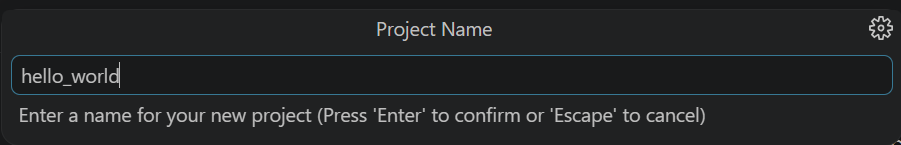 Project Name
hello_world
Enter a name for your new project (Press 'Enter' to confirm or 'Escape' to cancel)